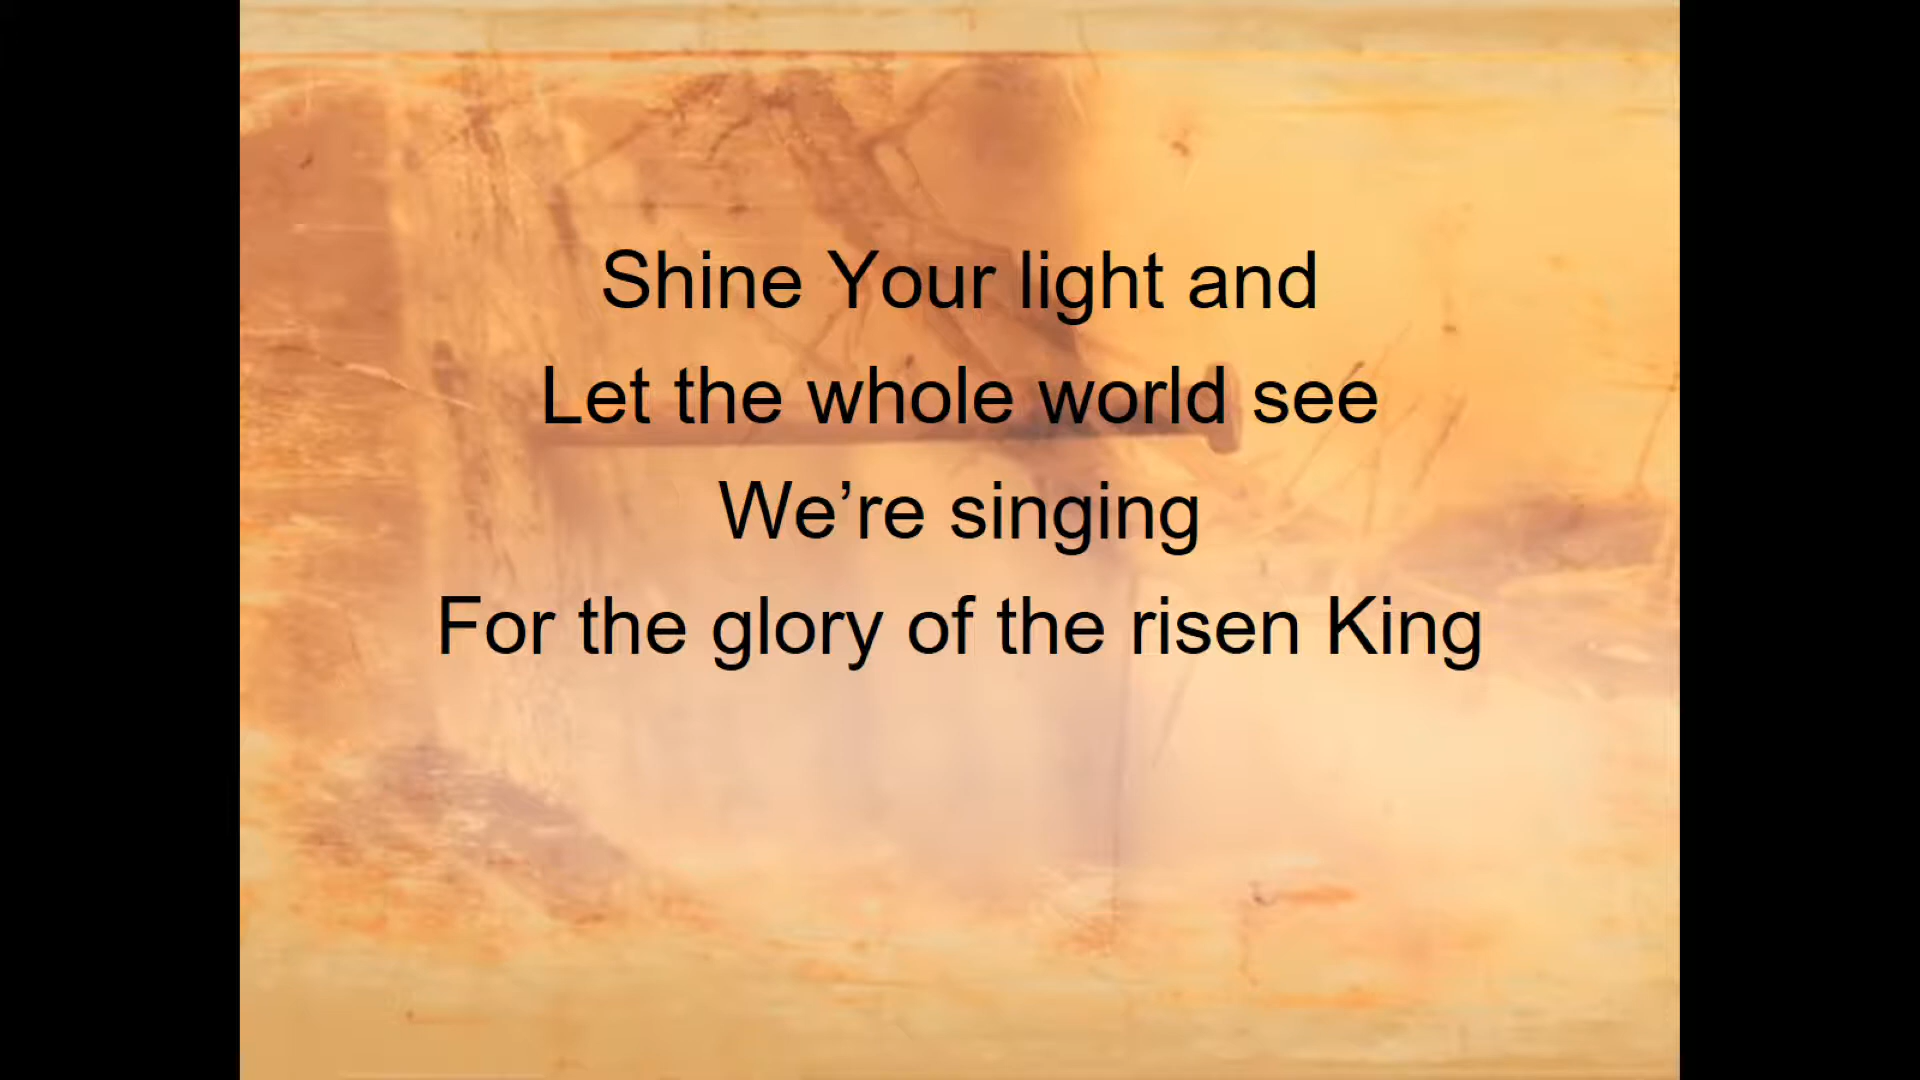 Shine Your light and
Let the whole world see
We’re singing
For the glory of the risen King